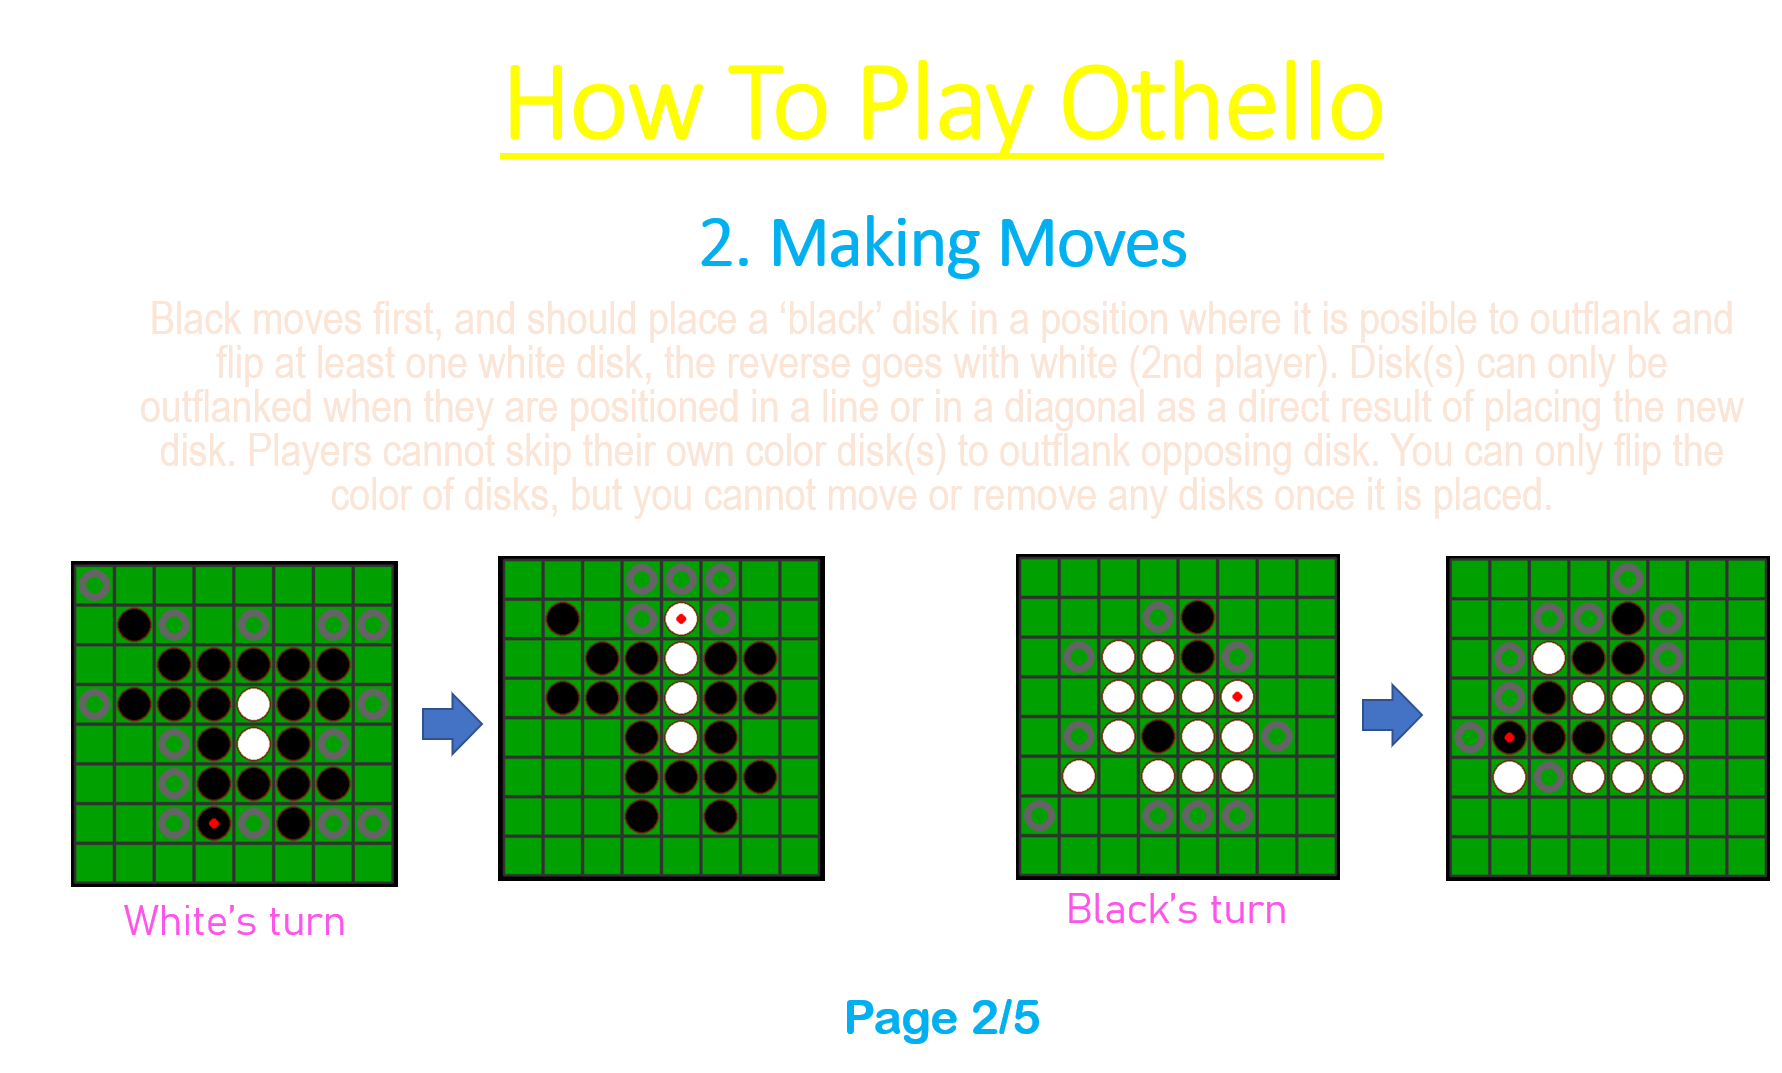 How To Play Othello
2. Making Moves
Black moves first, and should place a ‘black’ disk in a position where it is posible to outflank and
flip at least one white disk, the reverse goes with white (2nd player). Disk(s) can only be
outflanked when they are positioned in a line or in a diagonal as a direct result of placing the new
disk. Players cannot skip their own color disk(s) to outflank opposing disk. You can only flip the
color of disks, but you cannot move or remove any disks once it is placed.
White’s turn
Black’s turn
Page 2/5